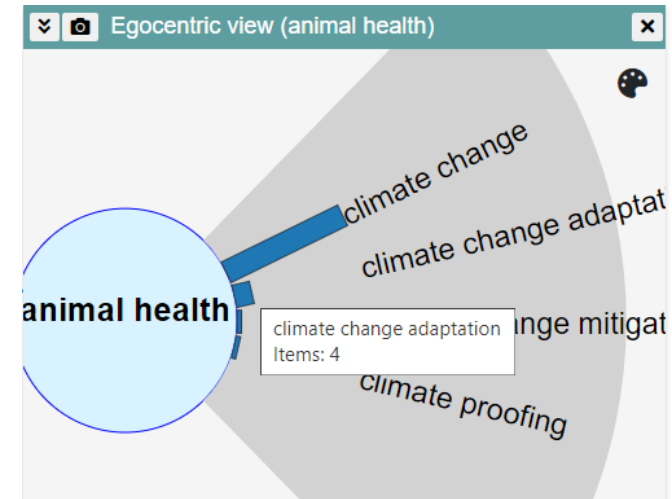 Egocentric view (animal health)
climate change
climate change adaptat
animal health
climate change adaptation
Items: 4
ange mitigat
climate proofing